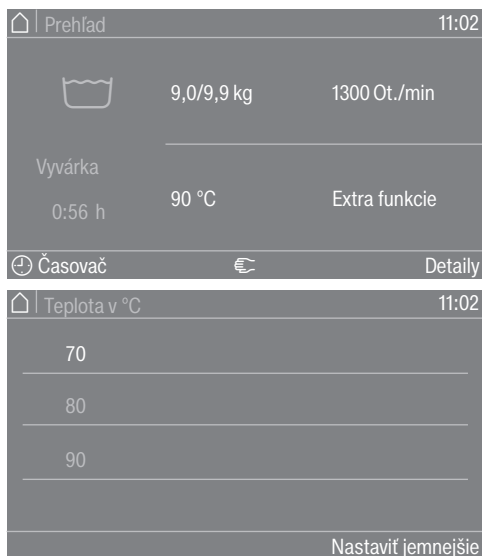 Prehľad 11:02
9,0/9,9 kg 1300 Ot./min
Vyvárka
0:56 h
90 °C Extra funkcie
Časovač Detaily
Teplota v °C 11:02
70
80
90
Nastaviť jemnejšie